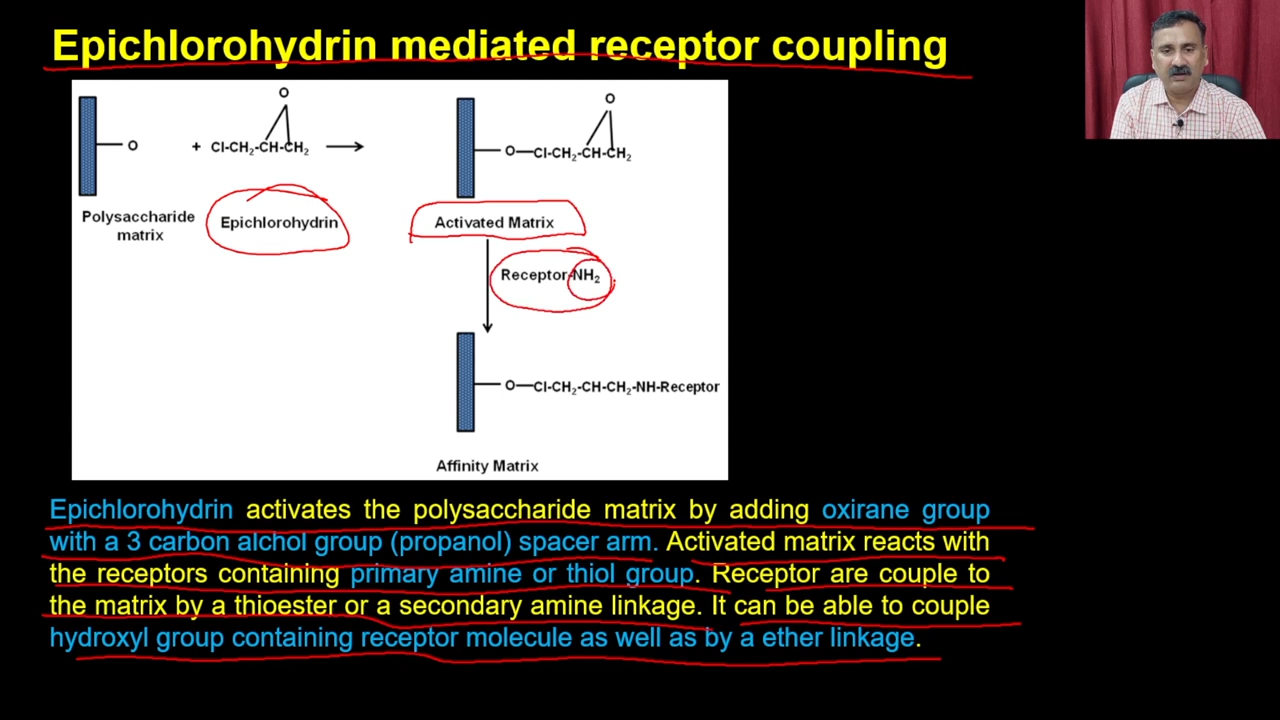 Epichlorohydrin mediated receptor coupling
O
O
O
+ Cl-CH₂-CH-CH₂
O—Cl-CH₂-CH-CH₂
Polysaccharide
matrix
Epichlorohydrin
Activated Matrix
Receptor-NH₂
O—Cl-CH₂-CH-CH₂-NH-Receptor
Affinity Matrix
Epichlorohydrin activates the polysaccharide matrix by adding oxirane group
with a 3 carbon alchol group (propanol) spacer arm. Activated matrix reacts with
the receptors containing primary amine or thiol group. Receptor are couple to
the matrix by a thioester or a secondary amine linkage. It can be able to couple
hydroxyl group containing receptor molecule as well as by a ether linkage.